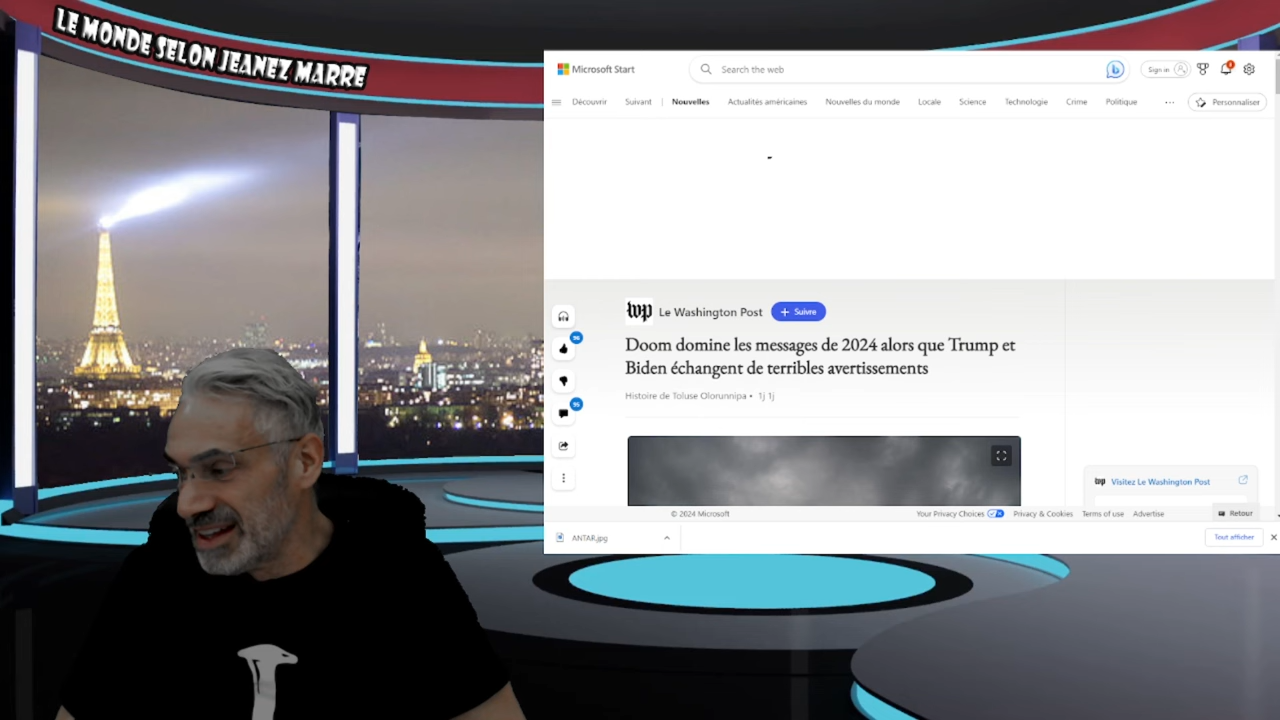 LE MONDE SELON JEANEZ MARRE
Microsoft Start
Search the web
Sign in
Découvrir
Suivant
Nouvelles
Actualités américaines
Nouvelles du monde
Locale
Science
Technologie
Crime
Politique
Personnaliser
wp
Le Washington Post
+ Suivre
Doom domine les messages de 2024 alors que Trump et
Biden échangent de terribles avertissements
Histoire de Toluse Olorunnipa • 1j 1j
wp Visitez Le Washington Post
© 2024 Microsoft
Your Privacy Choices
Privacy & Cookies
Terms of use
Advertise
Retour
ANTAR.jpg
Tout afficher